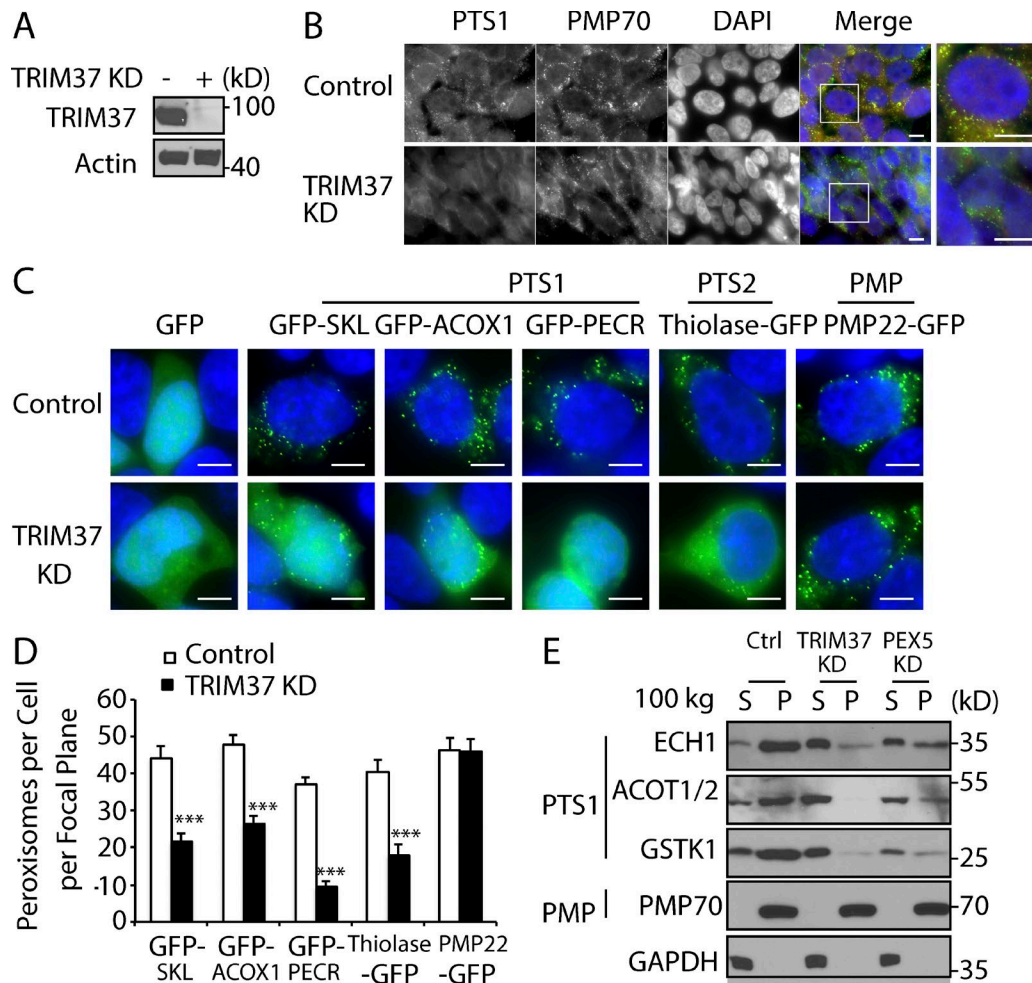 A
TRIM37 KD - + (kD)
TRIM37
100
Actin
40
B
PTS1 PMP70 DAPI Merge
Control
TRIM37
KD
C
PTS1 PTS2 PMP
GFP GFP-SKL GFP-ACOX1 GFP-PECR Thiolase-GFP PMP22-GFP
Control
TRIM37
KD
D
Control
TRIM37 KD
Peroxisomes per Cell
per Focal Plane
60
50
40
30
20
-10
0
*** *** *** ***
GFP- GFP- GFP- Thiolase PMP22
SKL ACOX1 PECR -GFP -GFP
E
Ctrl TRIM37 PEX5
KD KD
100 kg S P S P S P (kD)
ECH1 35
55
PTS1 ACOT1/2
GSTK1 25
PMP PMP70 70
GAPDH 35